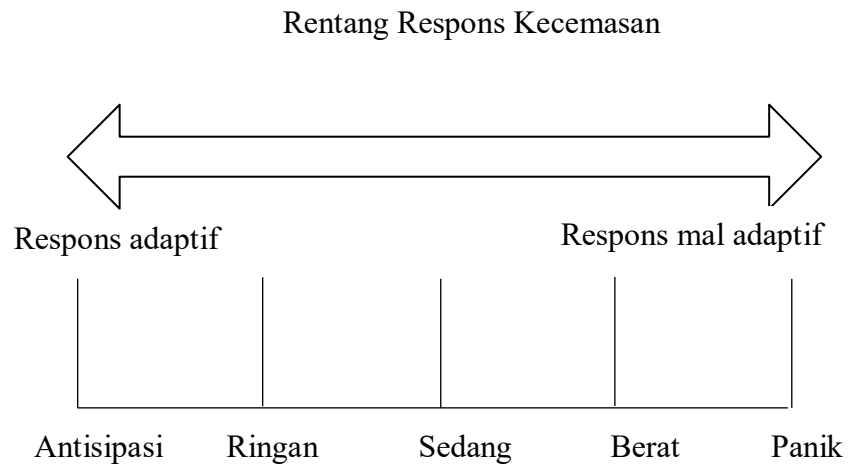 Rentang Respons Kecemasan
Respons adaptif
Respons mal adaptif
Antisipasi Ringan Sedang Berat Panik